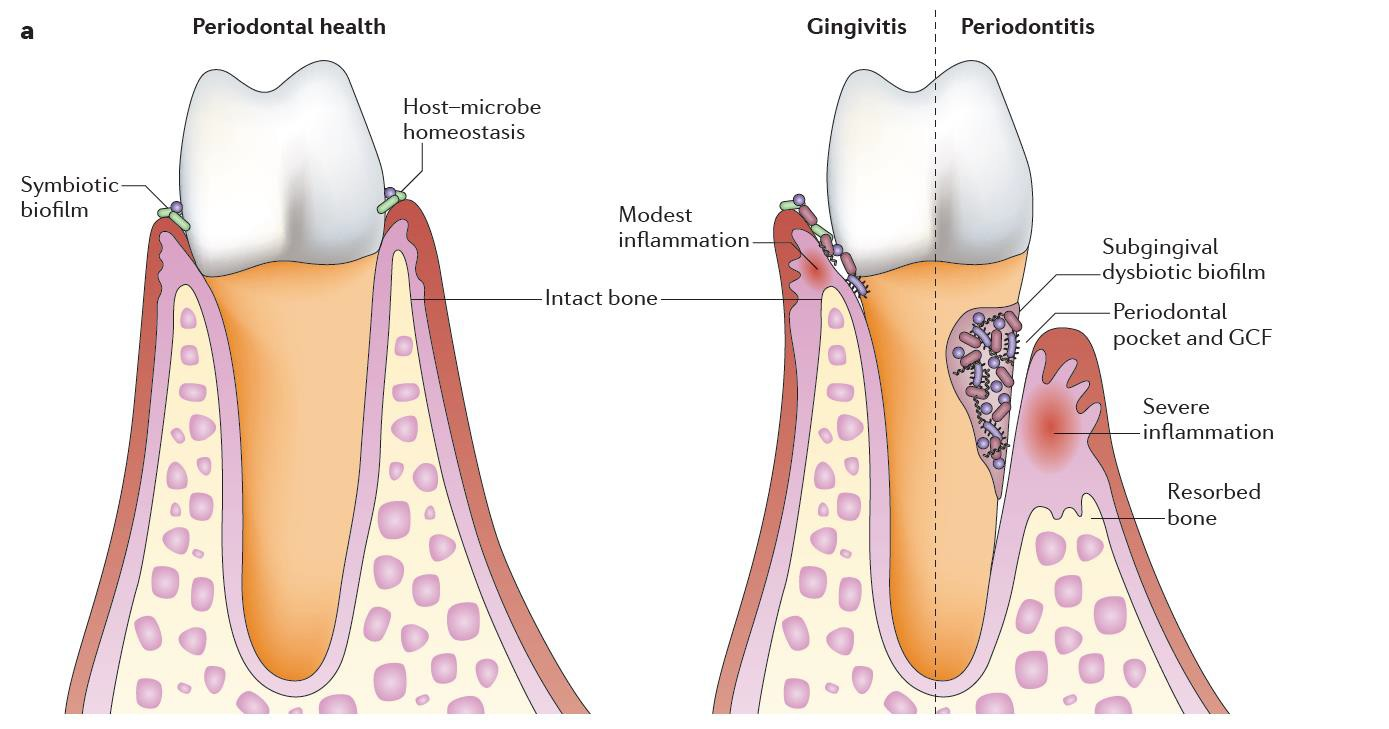 a
Periodontal health
Gingivitis
Periodontitis
Host–microbe
homeostasis
Symbiotic
biofilm
Modest
inflammation
Intact bone
Subgingival
dysbiotic biofilm
Periodontal
pocket and GCF
Severe
inflammation
Resorbed
bone